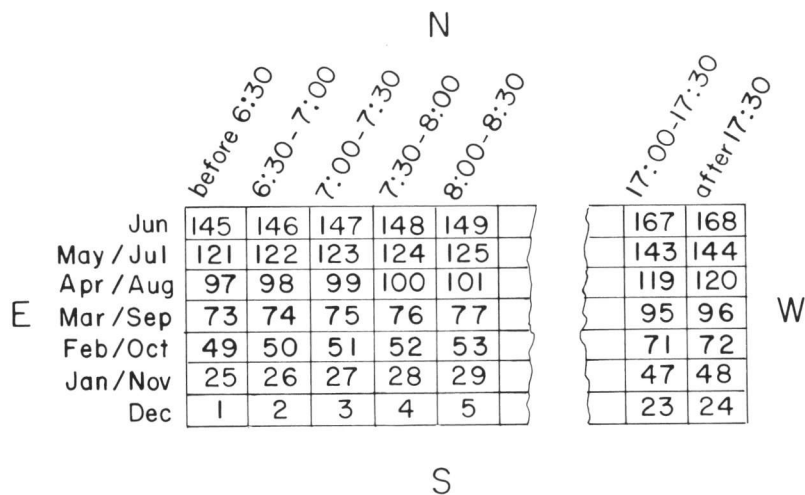 N
before 6:30 6:30-7:00 7:00-7:30 7:30-8:00 8:00-8:30 17:00-17:30 after 17:30
Jun 145 146 147 148 149 167 168
May/Jul 121 122 123 124 125 143 144
Apr/Aug 97 98 99 100 101 119 120
E Mar/Sep 73 74 75 76 77 95 96 W
Feb/Oct 49 50 51 52 53 71 72
Jan/Nov 25 26 27 28 29 47 48
Dec 1 2 3 4 5 23 24
S